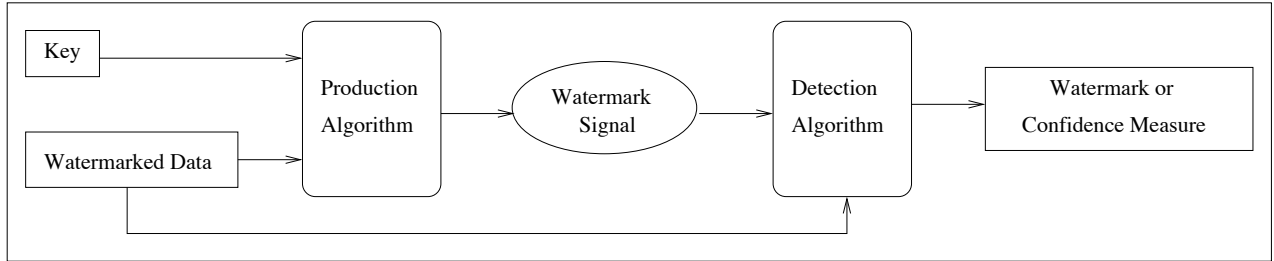 Key
Production
Algorithm
Watermarked Data
Watermark
Signal
Detection
Algorithm
Watermark or
Confidence Measure